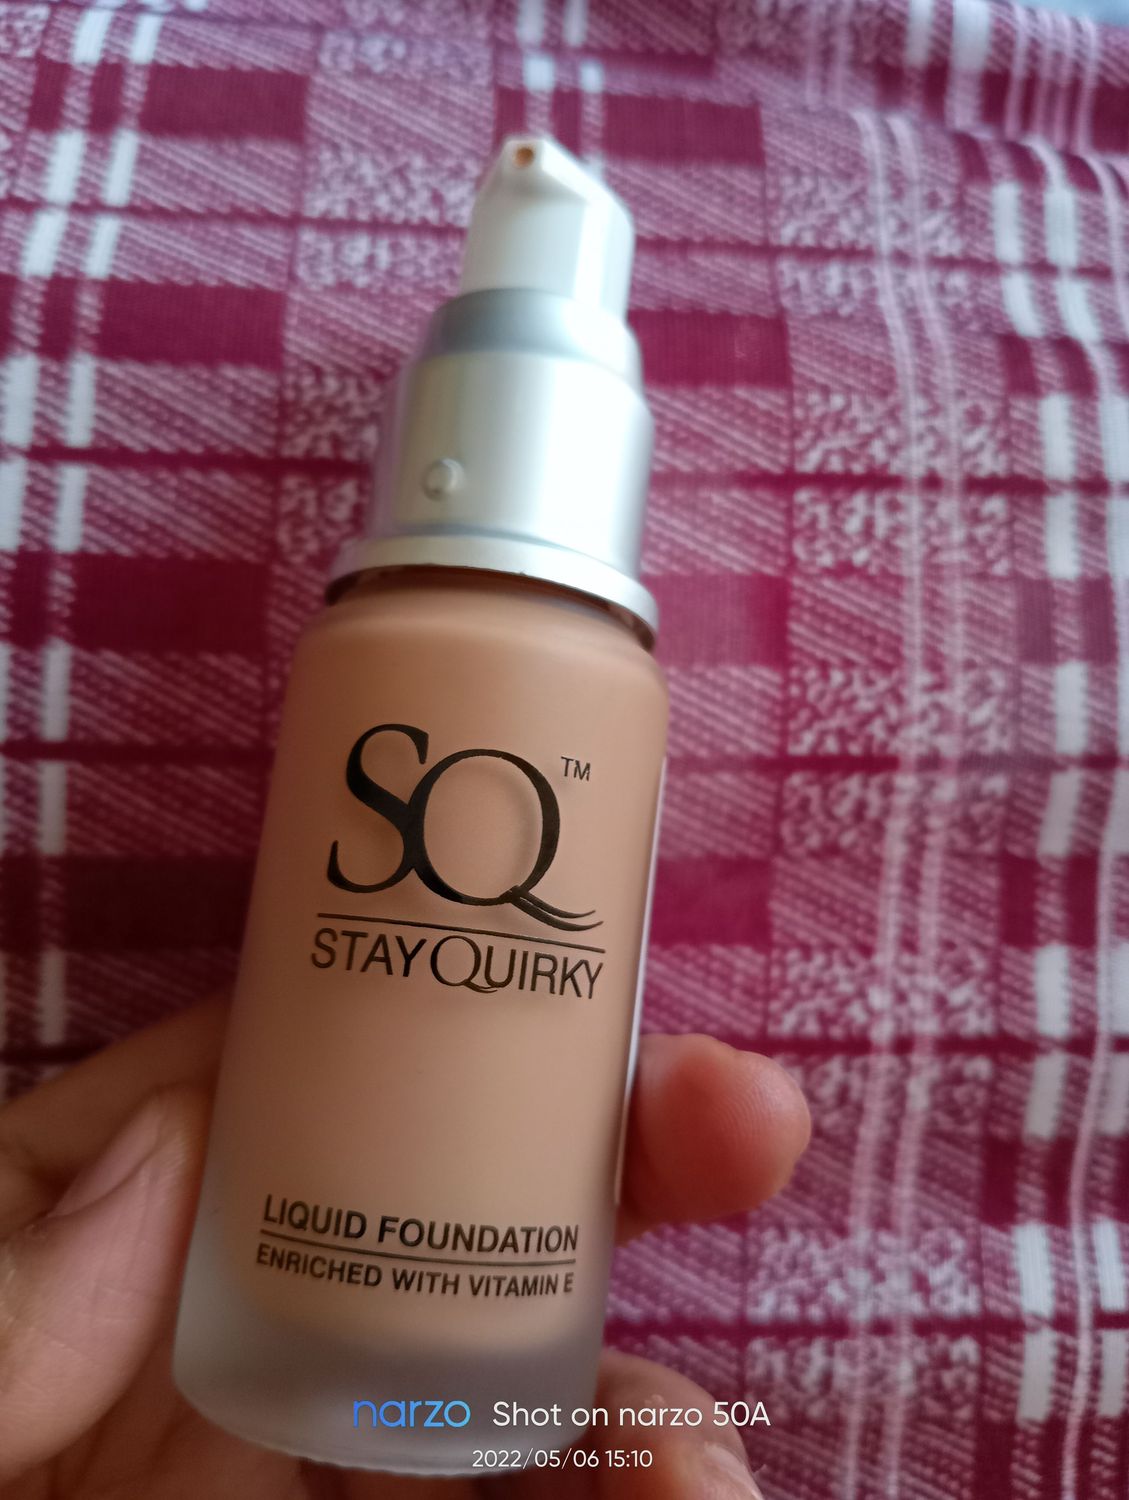 SQ™
STAYQUIRKY
LIQUID FOUNDATION
ENRICHED WITH VITAMIN E
narzo Shot on narzo 50A
2022/05/06 15:10